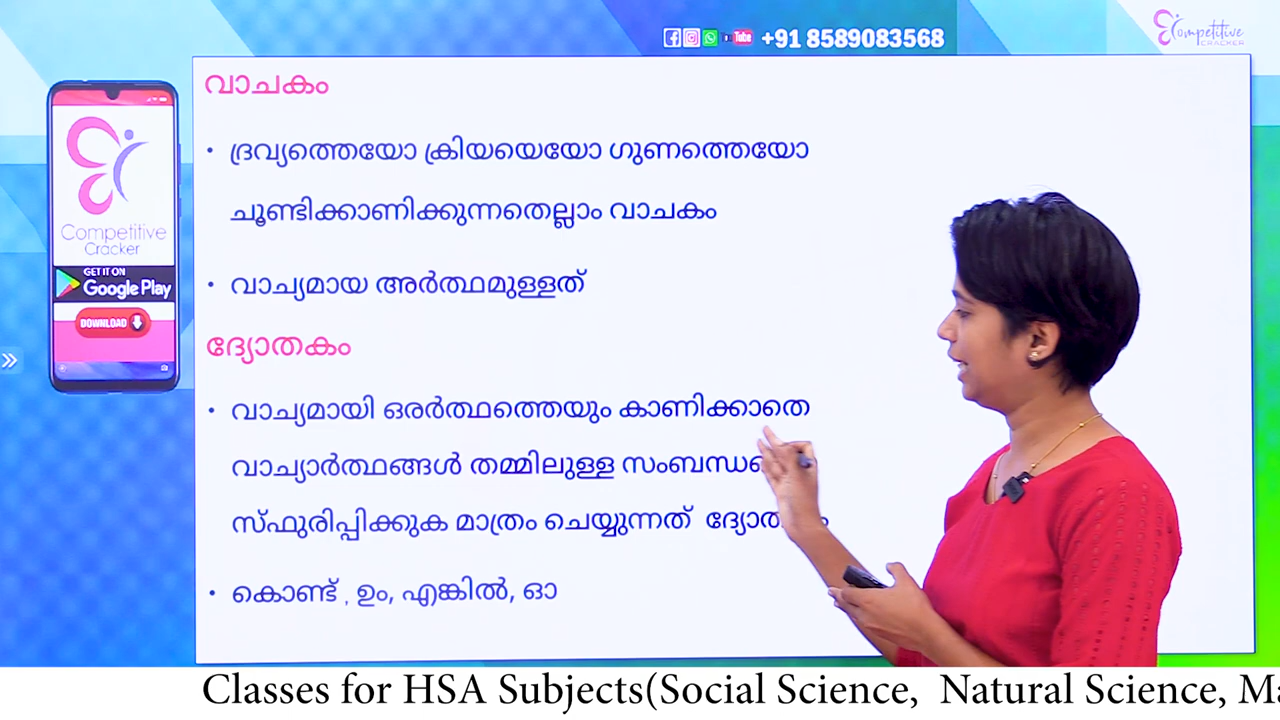 +91 8589083568
Competitive
CRACKER
വാചകം
• ദ്രവ്യത്തെയോ ക്രിയയെയോ ഗുണത്തെയോ
ചൂണ്ടിക്കാണിക്കുന്നതെല്ലാം വാചകം
• വാച്യമായ അർത്ഥമുള്ളത്
ദ്യോതകം
• വാച്യമായി ഒരർത്ഥത്തെയും കാണിക്കാതെ
വാച്യാർത്ഥങ്ങൾ തമ്മിലുള്ള
സ്ഫുരിപ്പിക്കുക മാത്രം ചെയ്യുന്നത്
• കൊണ്ട് , ഉം, എങ്കിൽ, ഓ
Competitive
Cracker
GET IT ON
Google Play
DOWNLOAD
Classes for HSA Subjects(Social Science, Natural Science,